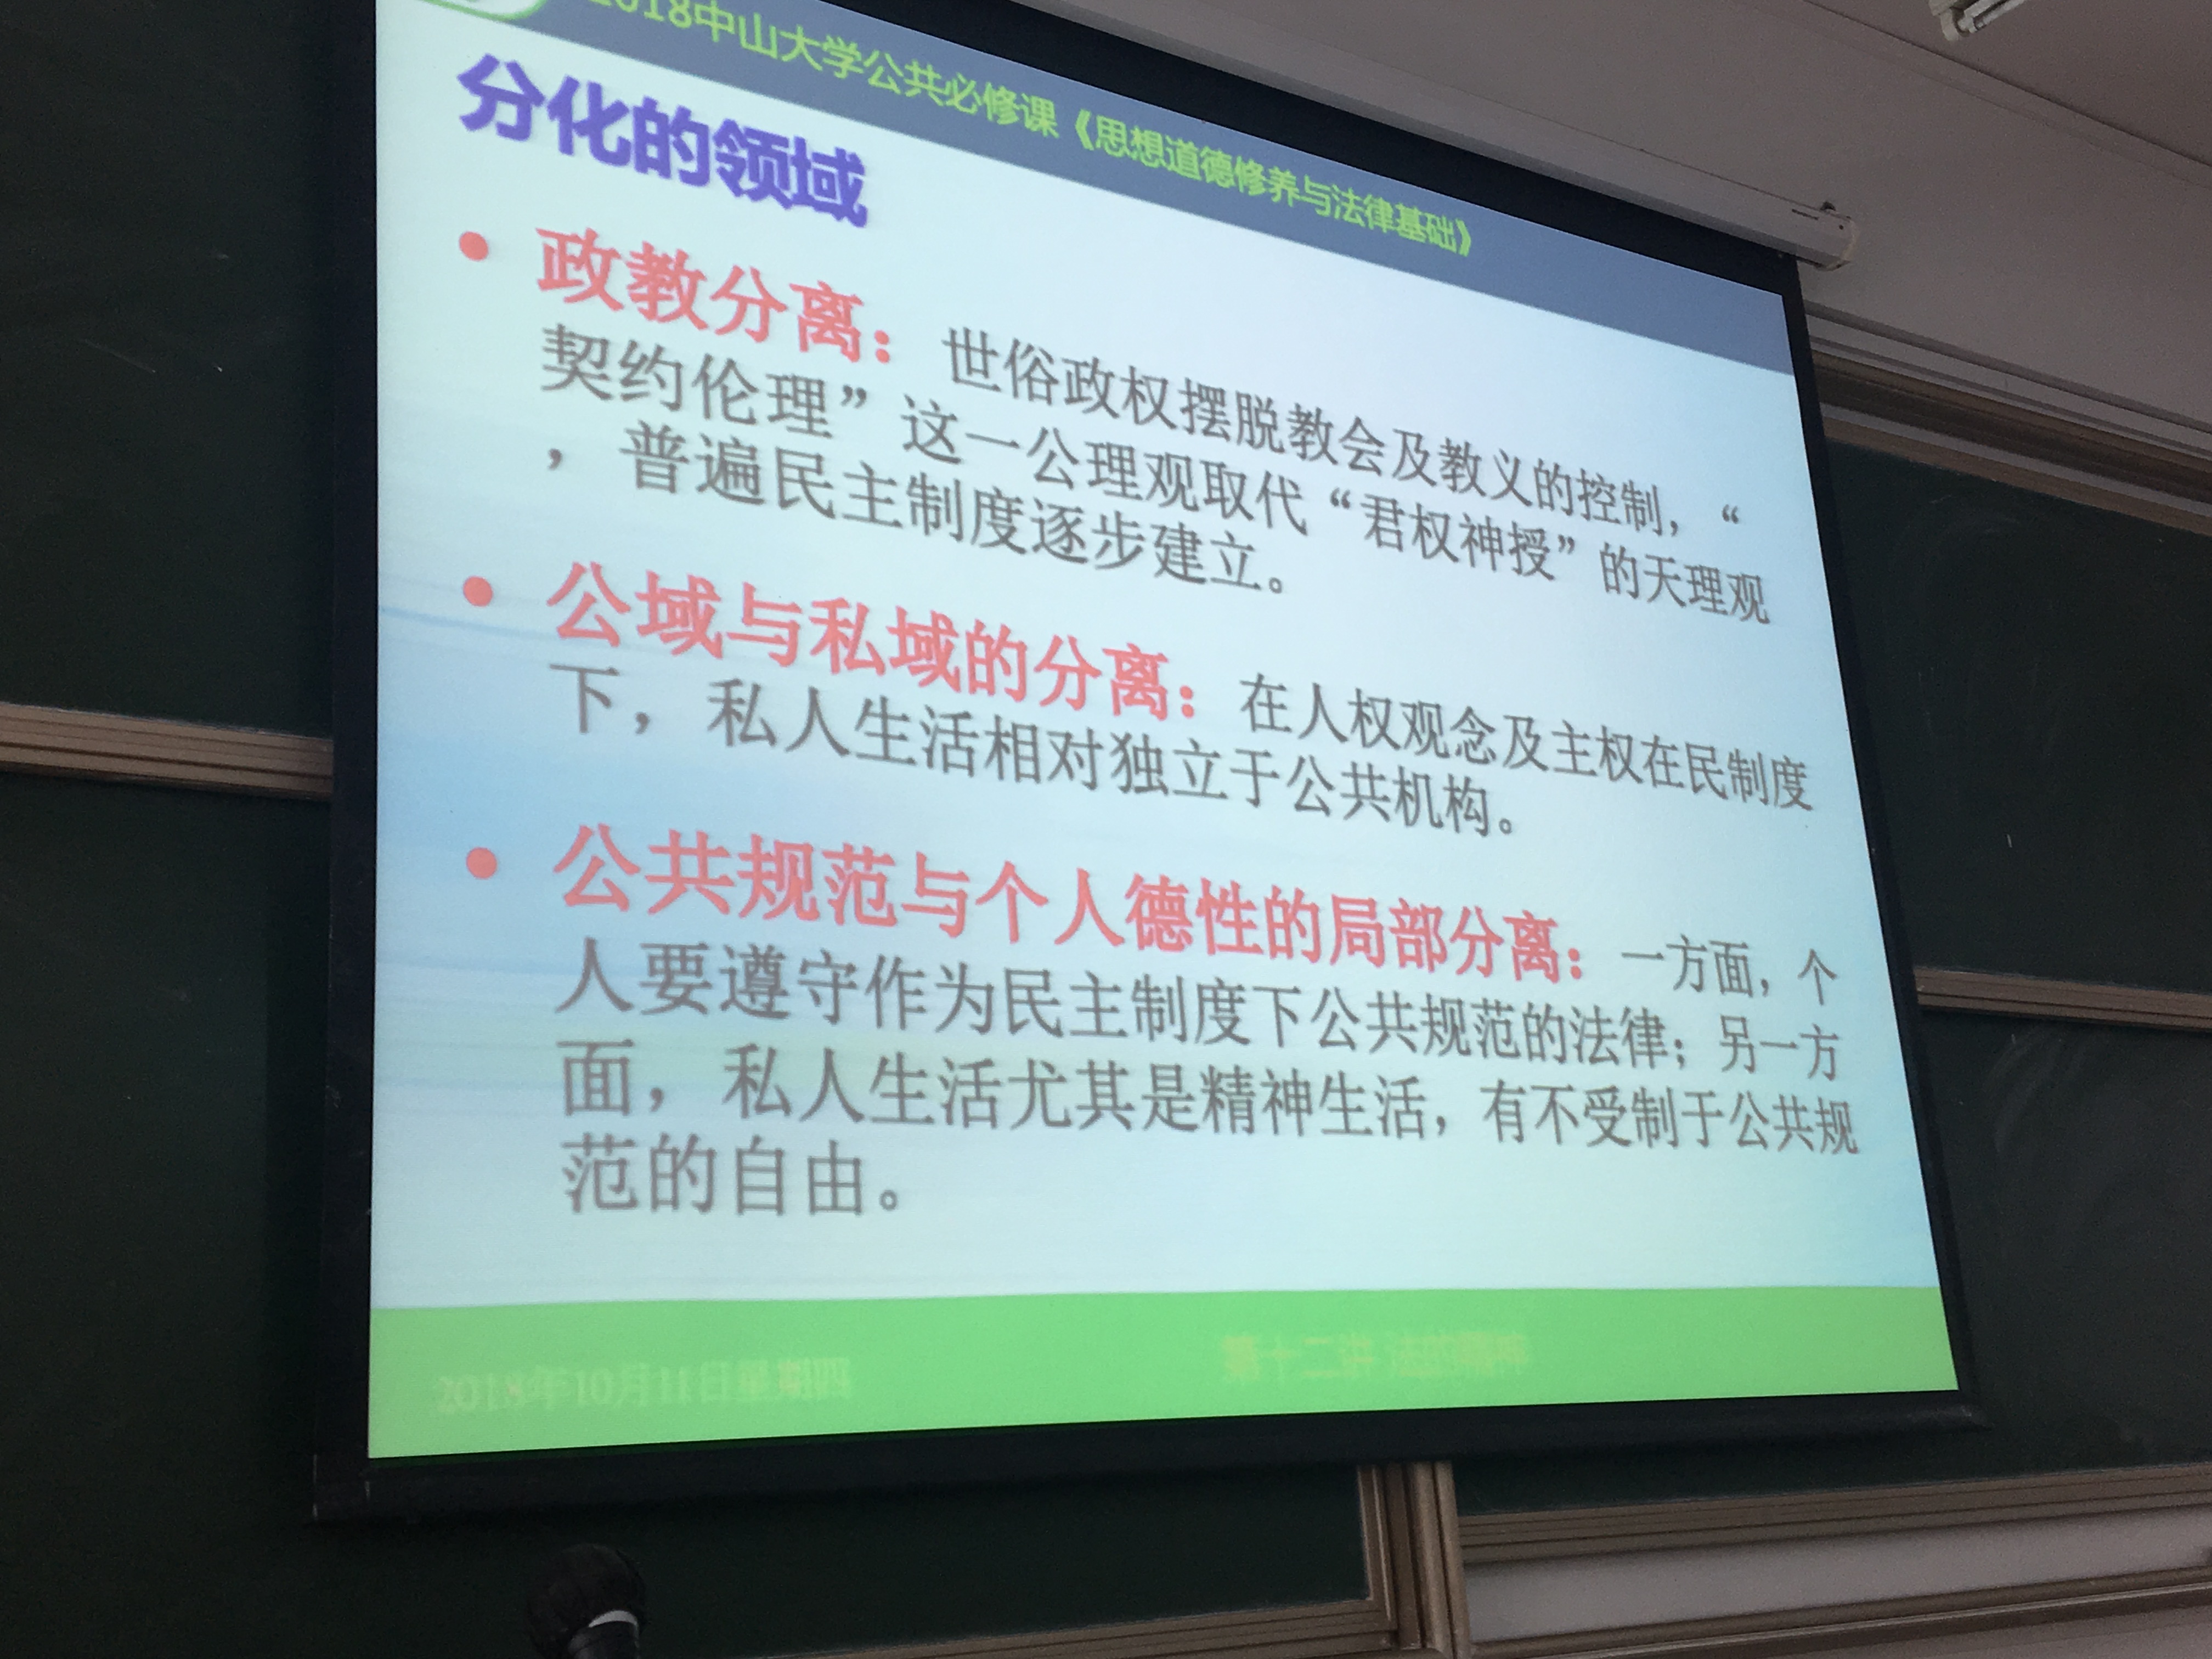 2018中山大学公共必修课《思想道德修养与法律基础》
分化的领域
• 政教分离：世俗政权摆脱教会及教义的控制，“
契约伦理”这一公理观取代“君权神授”的天理观
，普遍民主制度逐步建立。
• 公域与私域的分离：在人权观念及主权在民制度
下，私人生活相对独立于公共机构。
• 公共规范与个人德性的局部分离：一方面，个
人要遵守作为民主制度下公共规范的法律；另一方
面，私人生活尤其是精神生活，有不受制于公共规
范的自由。
2018年10月11日星期四
第十二讲